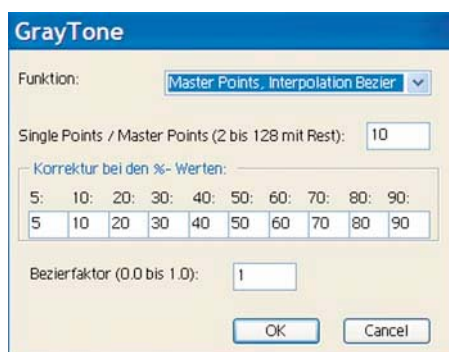 GrayTone
Funktion: Master Points, Interpolation Bezier
Single Points / Master Points (2 bis 128 mit Rest): 10
Korrektur bei den %- Werten:
5: 10: 20: 30: 40: 50: 60: 70: 80: 90:
5 10 20 30 40 50 60 70 80 90
Bezierfaktor (0.0 bis 1.0): 1
OK Cancel